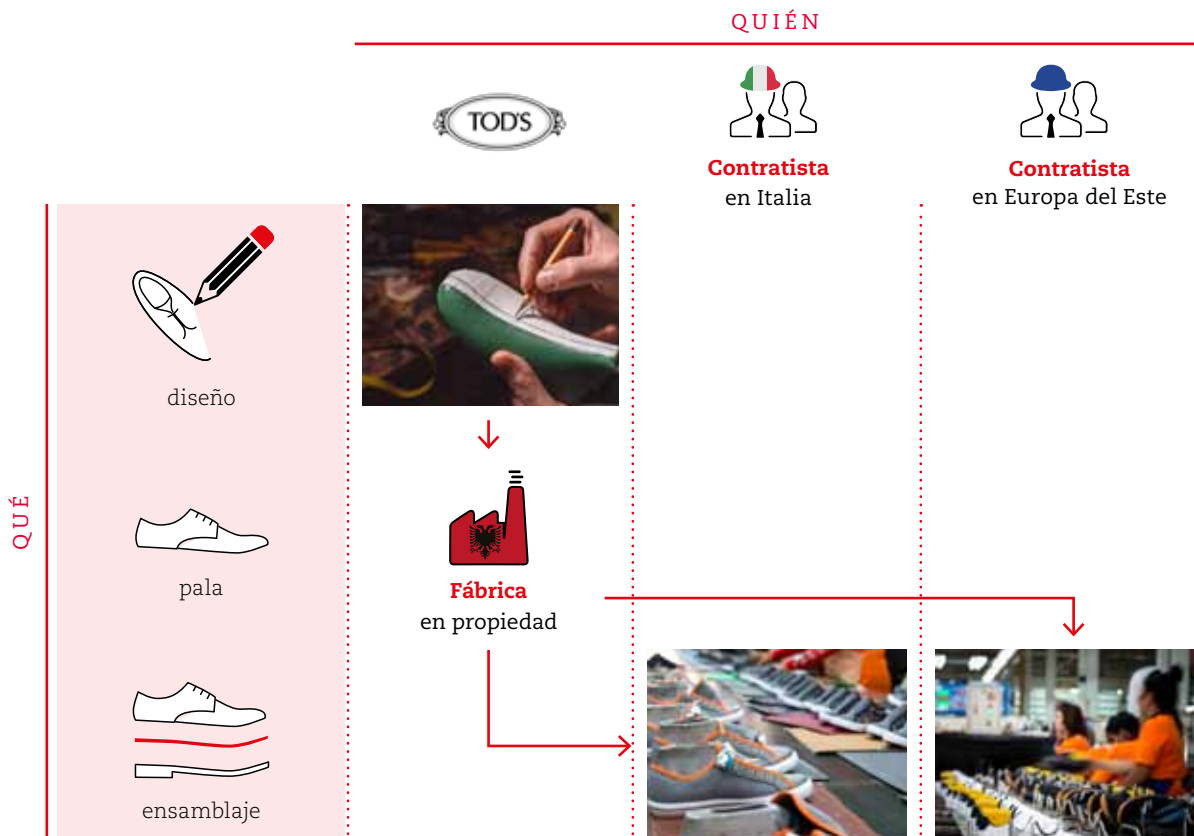 QUIÉN
TOD'S
Contratista
en Italia
Contratista
en Europa del Este
QUÉ
diseño
pala
Fábrica
en propiedad
ensamblaje